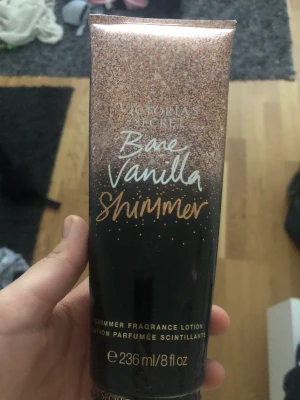 VICTORIA'S
SECRET
Bare
Vanilla
Shimmer
SHIMMER FRAGRANCE LOTION
LOTION PARFUMÉE SCINTILLANTE
℮ 236 ml/8 fl oz